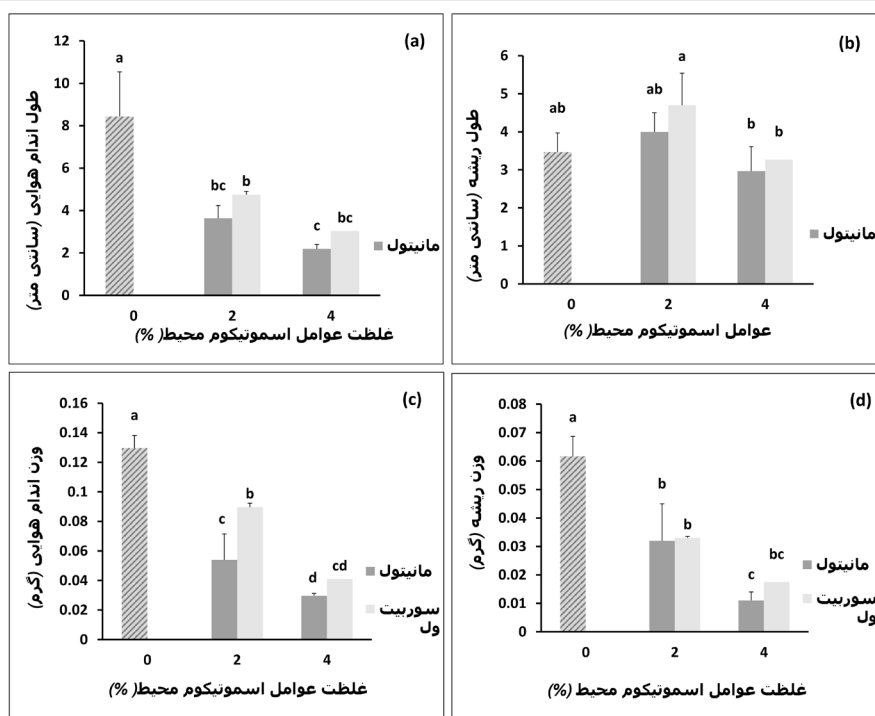 (a)
طول اندام هوایی (سانتی متر)
12
10
8
6
4
2
0
a
bc
b
c
bc
0
2
4
مانیتول
غلظت عوامل اسموتیکوم محیط( %)
(b)
طول ریشه (سانتی متر)
6
5
4
3
2
1
0
ab
ab
a
b
b
0
2
4
مانیتول
عوامل اسموتیکوم محیط( %)
(c)
وزن اندام هوایی (گرم)
0.16
0.14
0.12
0.1
0.08
0.06
0.04
0.02
0
a
c
b
d
cd
0
2
4
مانیتول
سوربیت
ول
غلظت عوامل اسموتیکوم محیط( %)
(d)
وزن ریشه (گرم)
0.08
0.07
0.06
0.05
0.04
0.03
0.02
0.01
0
a
b
b
c
bc
0
2
4
مانیتول
سوربیت
ول
غلظت عوامل اسموتیکوم محیط (%)